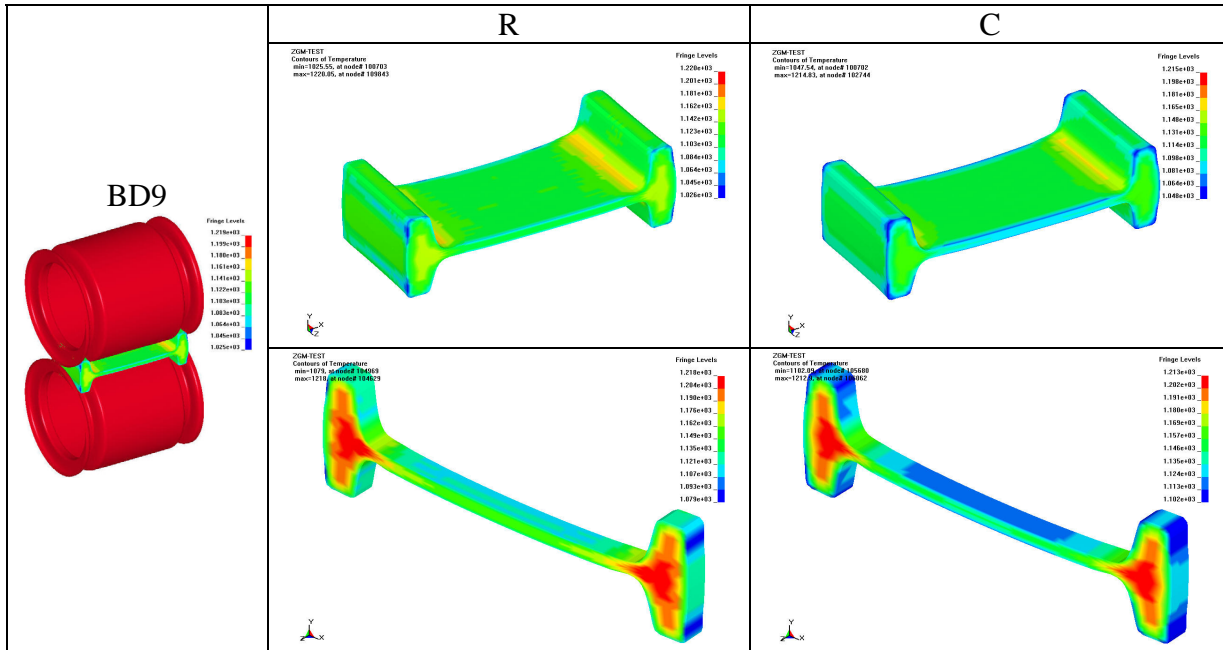 R
C
BD9
Fringe Levels
1.219e+03
1.199e+03
1.180e+03
1.161e+03
1.141e+03
1.122e+03
1.103e+03
1.083e+03
1.064e+03
1.045e+03
1.025e+03
ZGM-TEST
Contours of Temperature
min=1025.55, at node# 100703
max=1220.05, at node# 109843
Fringe Levels
1.220e+03
1.201e+03
1.181e+03
1.162e+03
1.142e+03
1.123e+03
1.103e+03
1.084e+03
1.064e+03
1.045e+03
1.026e+03
Y
X
Z
ZGM-TEST
Contours of Temperature
min=1047.54, at node# 100702
max=1214.83, at node# 102744
Fringe Levels
1.215e+03
1.198e+03
1.181e+03
1.165e+03
1.148e+03
1.131e+03
1.114e+03
1.098e+03
1.081e+03
1.064e+03
1.048e+03
Y
X
Z
ZGM-TEST
Contours of Temperature
min=1079, at node# 104969
max=1218, at node# 104629
Fringe Levels
1.218e+03
1.204e+03
1.190e+03
1.176e+03
1.162e+03
1.149e+03
1.135e+03
1.121e+03
1.107e+03
1.093e+03
1.079e+03
Y
Z X
ZGM-TEST
Contours of Temperature
min=1102.09, at node# 105680
at node#
Fringe Levels
1.213e+03
1.202e+03
1.191e+03
1.180e+03
1.169e+03
1.157e+03
1.146e+03
1.135e+03
1.124e+03
1.113e+03
1.102e+03
Y
Z X